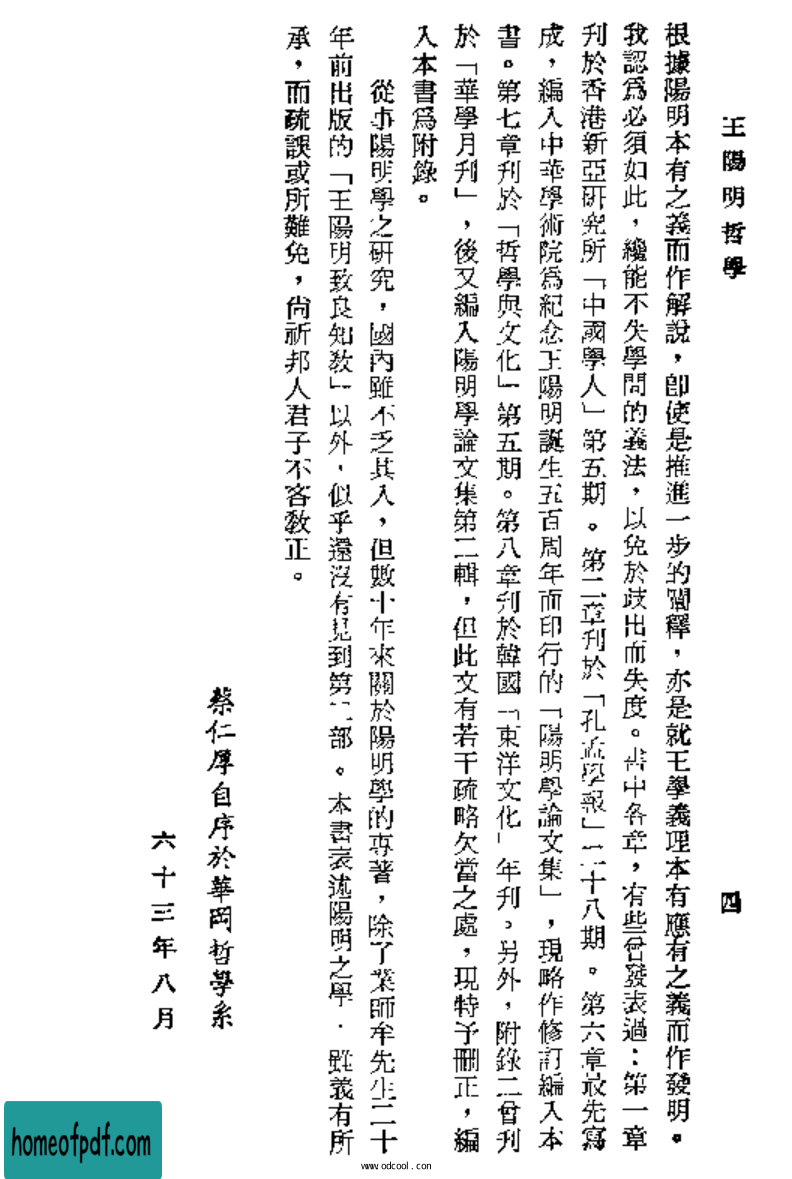 王陽明哲學
四
根據陽明本有之義而作解說，卽使是推進一步的闡釋，亦是就王學義理本有應有之義而作發明。
我認爲必須如此，纔能不失學問的義法，以免於歧出而失度。書中各章，有些曾發表過：第一章
刋於香港新亞研究所「中國學人」第五期。第二章刋於「孔孟學報」二十八期。第六章最先寫
成，編入中華學術院爲紀念王陽明誕生五百周年而印行的「陽明學論文集」，現略作修訂編入本
書。第七章刋於「哲學與文化」第五期。第八章刋於韓國「東洋文化」年刋。另外，附錄二曾刋
於「華學月刋」，後又編入陽明學論文集第二輯，但此文有若干疏略欠當之處，現特予刪正，編
入本書爲附錄。
從事陽明學之研究，國內雖不乏其人，但數十年來關於陽明學的專著，除了業師牟先生二十
年前出版的「王陽明致良知敎」以外，似乎還沒有見到第二部。本書表述陽明之學，雖義有所
承，而疏誤或所難免，尙祈邦人君子不吝敎正。
蔡仁厚自序於華岡哲學系
六十三年八月
homeofpdf.com
www.odcool.com